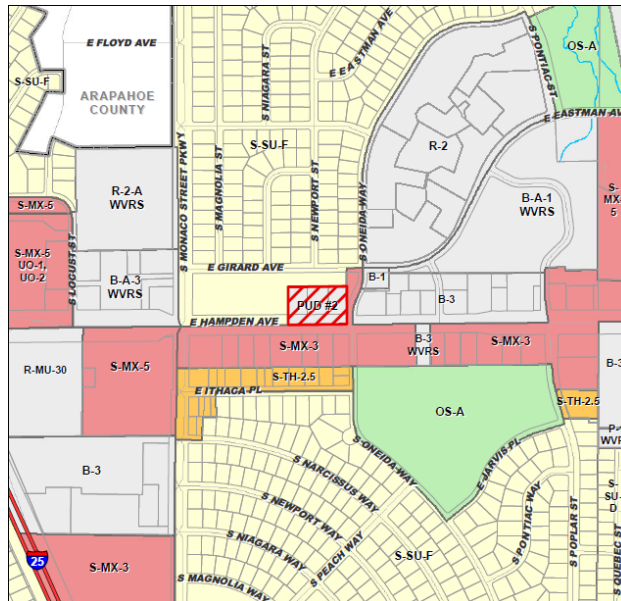 E FLOYD AVE
S-SU-F
ARAPAHOE
COUNTY
S NIAGARA ST
E EASTMAN AVE
S PONTIAC ST
OS-A
E EASTMAN AV
R-2
S-SU-F
S MONACO STREET PKWY
S MAGNOLIA ST
S NEWPORT ST
S ONEIDA WAY
R-2-A
WVRS
B-A-1
WVRS
S-
MX-
5
S-MX-5
S-MX-5
UO-1,
UO-2
S LOCUST ST
B-A-3
WVRS
E GIRARD AVE
B-1
B-3
PUD #2
E HAMPDEN AVE
S-MX-3
B-3
WVRS
S-MX-3
R-MU-30
S-MX-5
S-TH-2.5
E ITHACA PL
B-3
S-TH-2.5
OS-A
P-
WVR
S ONEIDA WAY
E JARVIS PL
B-3
S NARCISSUS WAY
S NEWPORT WAY
S NIAGARA WAY
S PEACH WAY
S MAGNOLIA WAY
S-SU-F
S PONTIAC WAY
S POPLAR ST
S-
SU-
D
S QUEBEC ST
25
S-MX-3